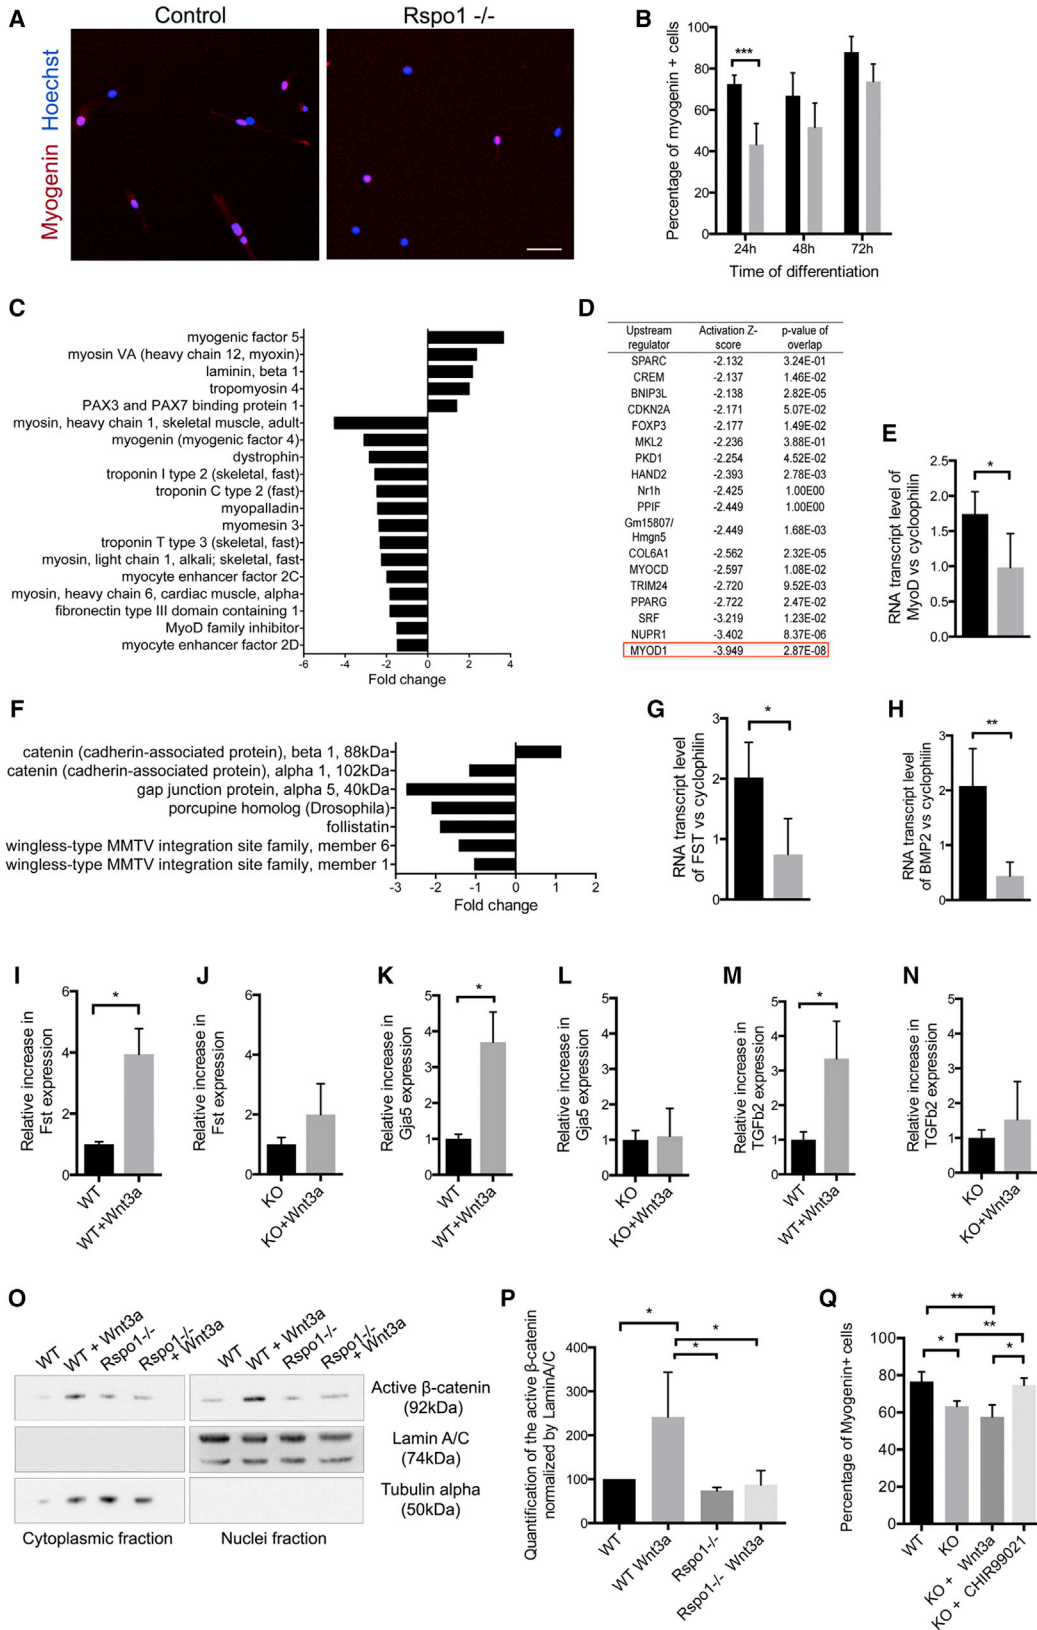 A
Control
Rspo1 -/-
Myogenin Hoechst
B
***
Percentage of myogenin + cells
100
80
60
40
20
0
24h
48h
72h
Time of differentiation
C
myogenic factor 5
myosin VA (heavy chain 12, myoxin)
laminin, beta 1
tropomyosin 4
PAX3 and PAX7 binding protein 1
myosin, heavy chain 1, skeletal muscle, adult
myogenin (myogenic factor 4)
dystrophin
troponin I type 2 (skeletal, fast)
troponin C type 2 (fast)
myopalladin
myomesin 3
troponin T type 3 (skeletal, fast)
myosin, light chain 1, alkali; skeletal, fast
myocyte enhancer factor 2C
myosin, heavy chain 6, cardiac muscle, alpha
fibronectin type III domain containing 1
MyoD family inhibitor
myocyte enhancer factor 2D
-6 -4 -2 0 2 4
Fold change
D
Upstream regulator Activation Z-score p-value of overlap
SPARC -2.132 3.24E-01
CREM -2.137 1.46E-02
BNIP3L -2.138 2.82E-05
CDKN2A -2.171 5.07E-02
FOXP3 -2.177 1.49E-02
MKL2 -2.236 3.88E-01
PKD1 -2.254 4.52E-02
HAND2 -2.393 2.78E-03
Nr1h -2.425 1.00E00
PPIF -2.449 1.00E00
Gm15807/Hmgn5 -2.449 1.68E-03
COL6A1 -2.562 2.32E-05
MYOCD -2.597 1.08E-02
TRIM24 -2.720 9.52E-03
PPARG -2.722 2.47E-02
SRF -3.219 1.23E-02
NUPR1 -3.402 8.37E-06
MYOD1 -3.949 2.87E-08
E
*
RNA transcript level of
MyoD vs cycloophilin
2.5
2.0
1.5
1.0
0.5
0.0
F
catenin (cadherin-associated protein), beta 1, 88kDa
catenin (cadherin-associated protein), alpha 1, 102kDa
gap junction protein, alpha 5, 40kDa
porcupine homolog (Drosophila)
follistatin
wingless-type MMTV integration site family, member 6
wingless-type MMTV integration site family, member 1
-3 -2 -1 0 1 2
Fold change
G
*
RNA transcript level
of FST vs cyclophilin
3
2
1
0
H
**
RNA transcript level
of BMP2 vs cyclophilin
3
2
1
0
I
*
Relative increase in
Fst expression
6
4
2
0
WT
WT+Wnt3a
J
Relative increase in
Fst expression
6
4
2
0
KO
KO+Wnt3a
K
*
Relative increase in
Gja5 expression
5
4
3
2
1
0
WT
WT+Wnt3a
L
Relative increase in
Gja5 expression
5
4
3
2
1
0
KO
KO+Wnt3a
M
*
Relative increase in
TGFb2 expression
5
4
3
2
1
0
WT
WT+Wnt3a
N
Relative increase in
TGFb2 expression
5
4
3
2
1
0
KO
KO+Wnt3a
O
WT
WT + Wnt3a
Rspo1-/-
Rspo1-/-
+ Wnt3a
WT
WT + Wnt3a
Rspo1-/-
Rspo1-/-
+ Wnt3a
Active β-catenin
(92kDa)
Lamin A/C
(74kDa)
Tubulin alpha
(50kDa)
Cytoplasmic fraction
Nuclei fraction
P
*
*
*
Quantification of the active β-catenin
normalized by LaminA/C
400
300
200
100
0
WT
WT Wnt3a
Rspo1-/-
Rspo1-/- Wnt3a
Q
**
**
*
*
Percentage of Myogenin+ cells
100
80
60
40
20
0
WT
KO
KO + Wnt3a
KO + CHIR99021